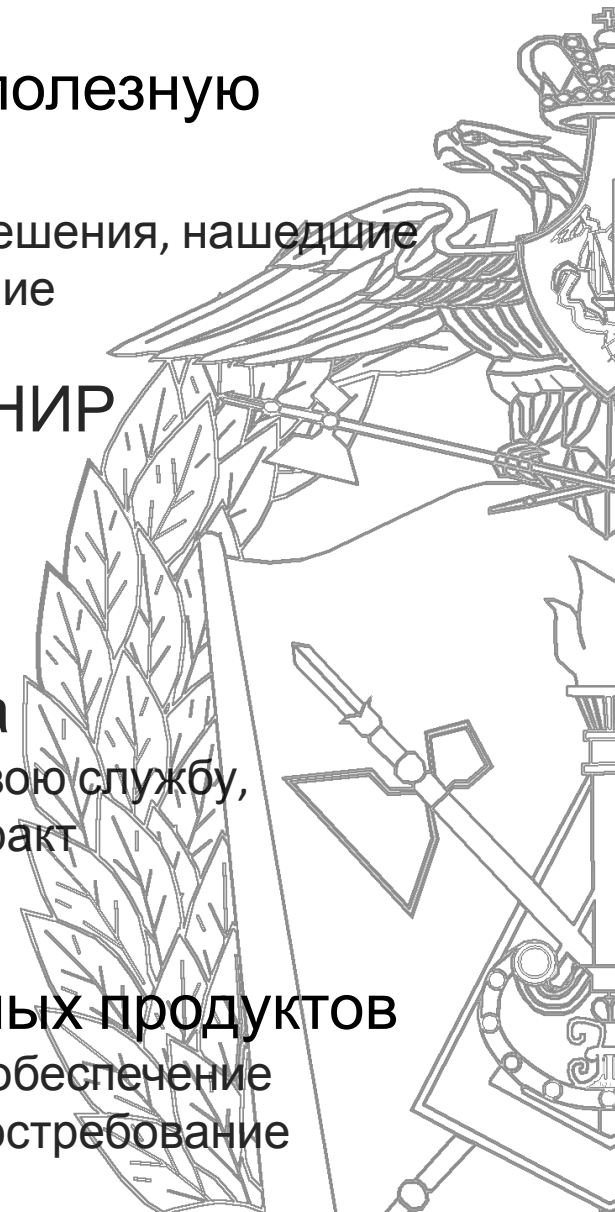 полезную
ешения, нашедшие
ие
НИР
а
вою службу,
ракт
ных продуктов
обеспечение
остребование